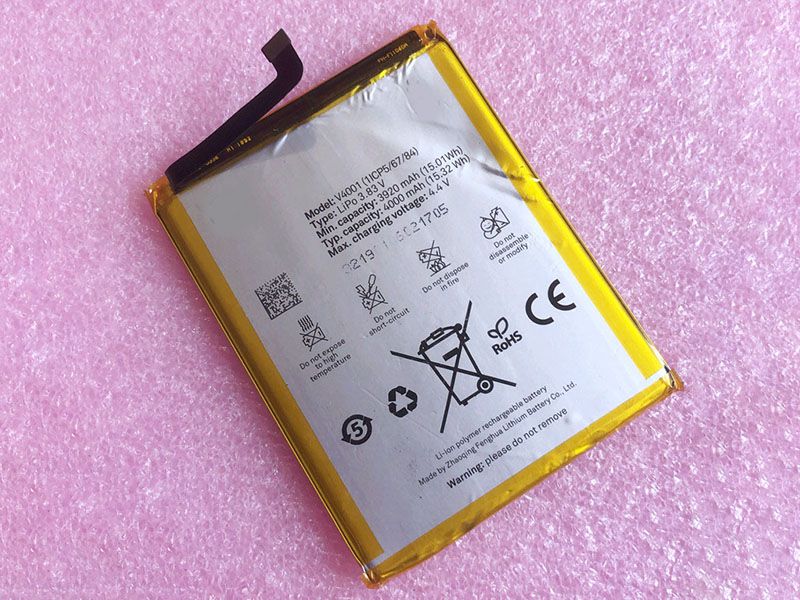 Model: V4001 (1ICP5/67/84)
Type: LiPo 3,83 V
Min. capacity: 3920 mAh (15.01Wh)
Typ. capacity: 4000 mAh (15,32 Wh)
Max. charging voltage: 4.4 V
Do not expose
to high
temperature
Do not
short-circuit
Do not dispose
in fire
Do not
disassemble
or modify
5
RoHS
CE
Li-ion polymer rechargeable battery
Made by Zhaoqing Fenghua Lithium Battery Co., Ltd.
Warning: please do not remove